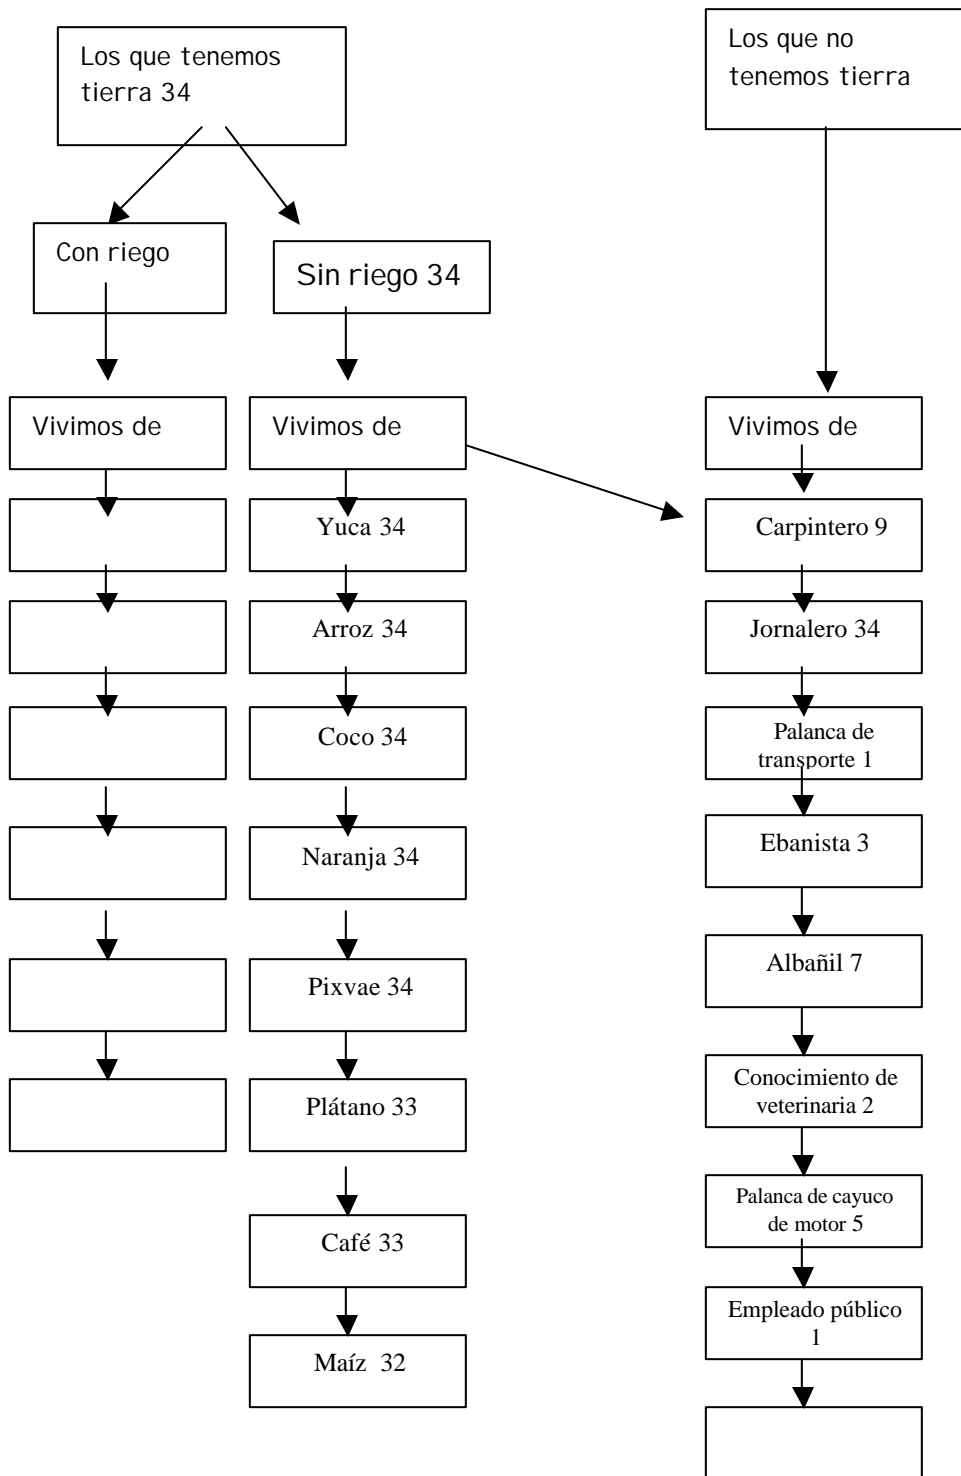 Los que tenemos
tierra 34
Los que no
tenemos tierra
Con riego
Sin riego 34
Vivimos de
Vivimos de
Vivimos de
Yuca 34
Carpintero 9
Arroz 34
Jornalero 34
Coco 34
Palanca de
transporte 1
Naranja 34
Ebanista 3
Pixvae 34
Albañil 7
Plátano 33
Conocimiento de
veterinaria 2
Café 33
Palanca de cayuco
de motor 5
Maíz 32
Empleado público
1